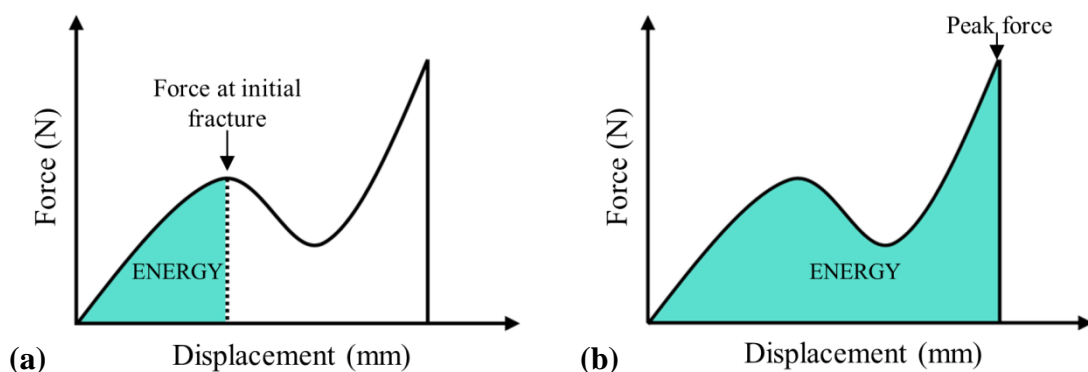 Force (N)
Force at initial
fracture
ENERGY
(a)
Displacement (mm)
Force (N)
Peak force
ENERGY
(b)
Displacement (mm)